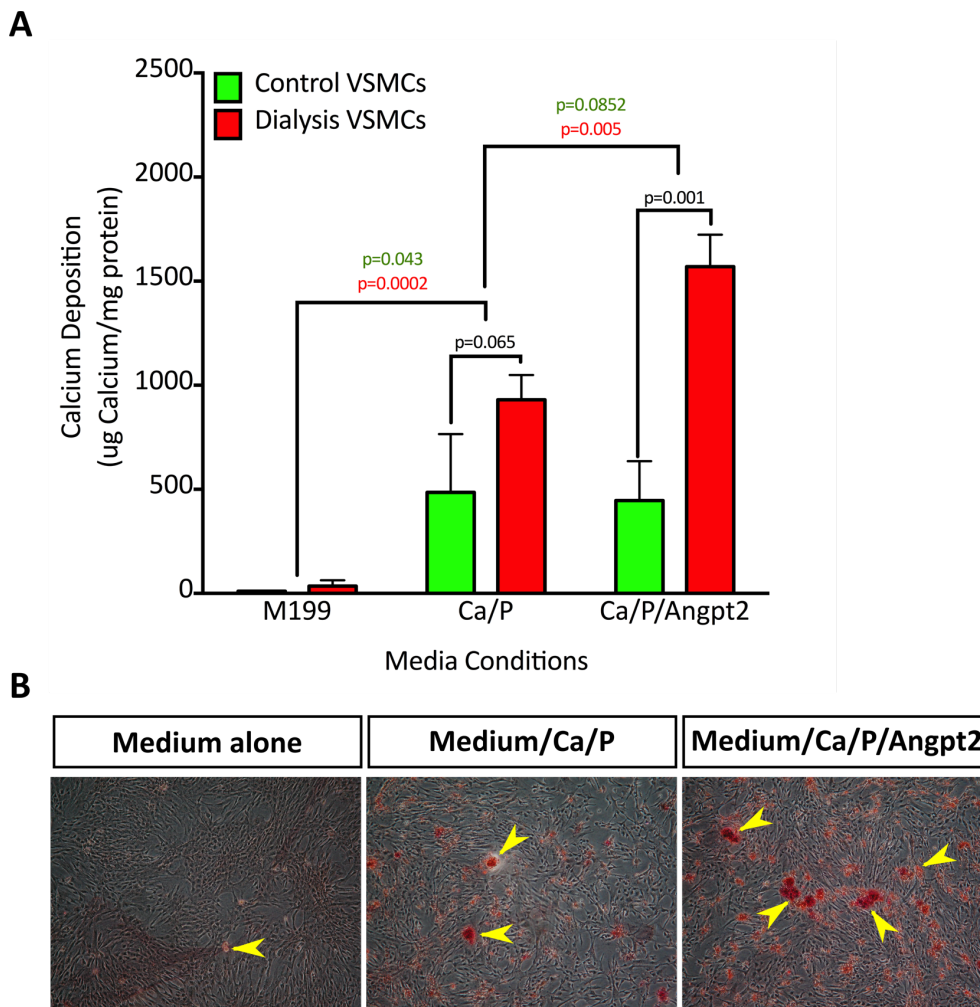 A
2500
2000
1500
1000
500
0
Calcium Deposition
(ug Calcium/mg protein)
Control VSMCs
Dialysis VSMCs
p=0.0852
p=0.005
p=0.001
p=0.043
p=0.0002
p=0.065
M199 Ca/P Ca/P/Angpt2
Media Conditions
B
Medium alone Medium/Ca/P Medium/Ca/P/Angpt2